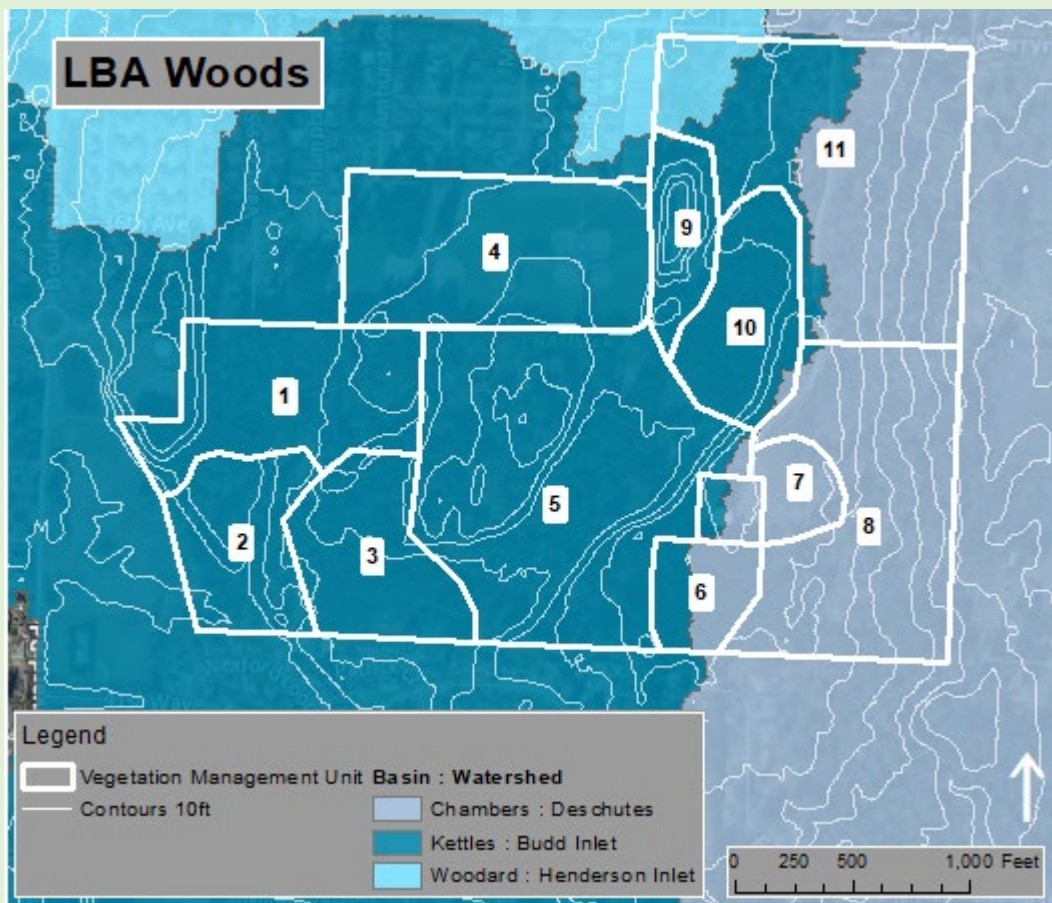 LBA Woods
11
9
4
10
1
7
5
8
2
3
6
Legend
Vegetation Management Unit
Contours 10ft
Basin : Watershed
Chambers : Deschutes
Kettles : Budd Inlet
Woodard : Henderson Inlet
0 250 500 1,000 Feet